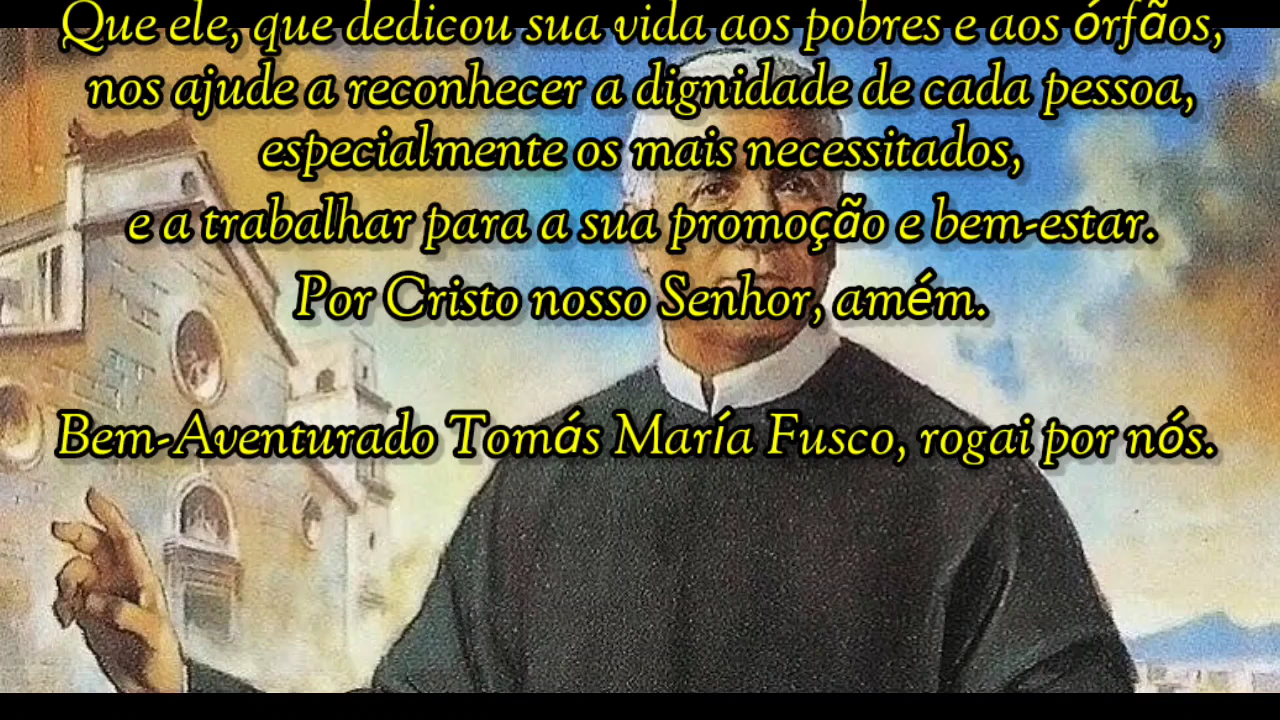 Que ele, que dedicou sua vida aos pobres e aos órfãos,
nos ajude a reconhecer a dignidade de cada pessoa,
especialmente os mais necessitados,
e a trabalhar para a sua promoção e bem-estar.
Por Cristo nosso Senhor, amém.
Bem-Aventurado Tomás María Fusco, rogai por nós.